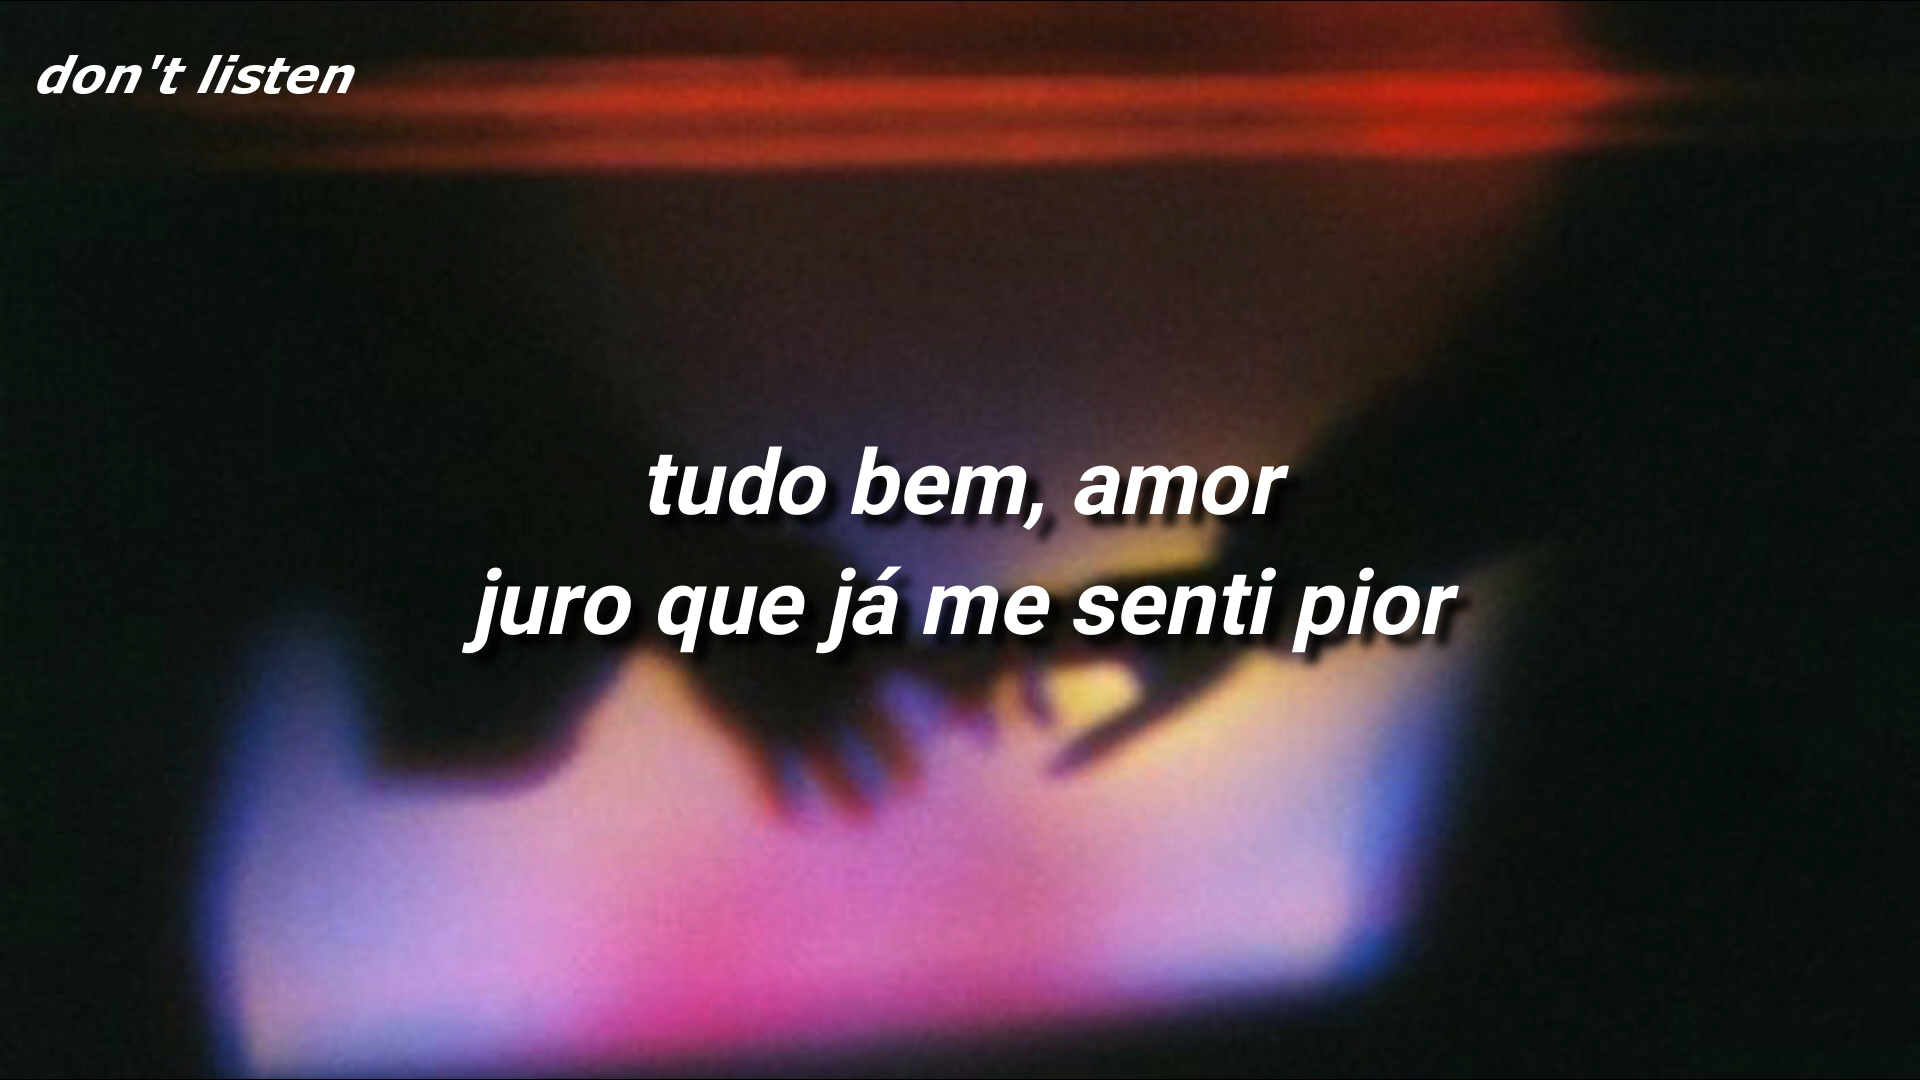 don't listen
tudo bem, amor
juro que já me senti pior